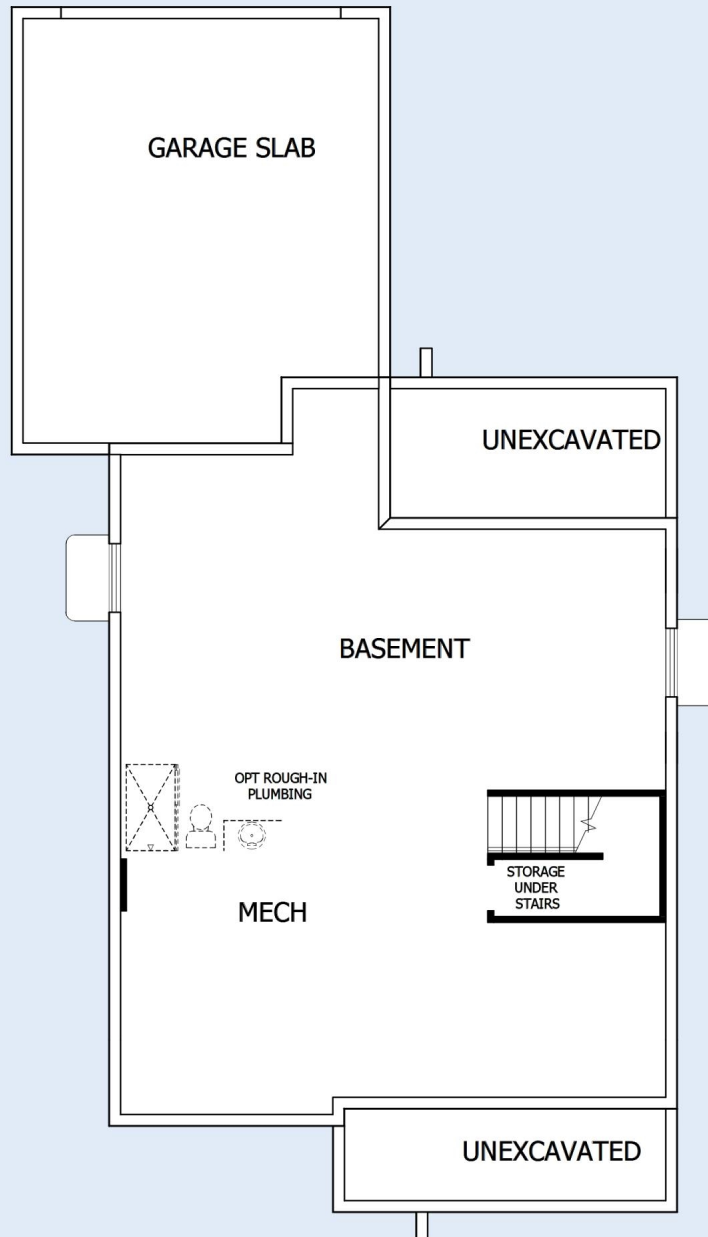 GARAGE SLAB
UNEXCAVATED
BASEMENT
OPT ROUGH-IN
PLUMBING
STORAGE
UNDER
STAIRS
MECH
UNEXCAVATED